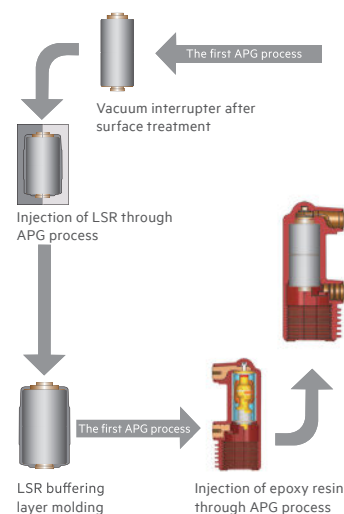 The first APG process
Vacuum interrupter after
surface treatment
Injection of LSR through
APG process
The first APG process
LSR buffering
layer molding
Injection of epoxy resin
through APG process